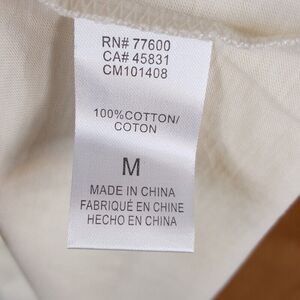 RN# 77600
CA# 45831
CM101408
100%COTTON/
COTON
M
MADE IN CHINA
FABRIQUÉ EN CHINE
HECHO EN CHINA